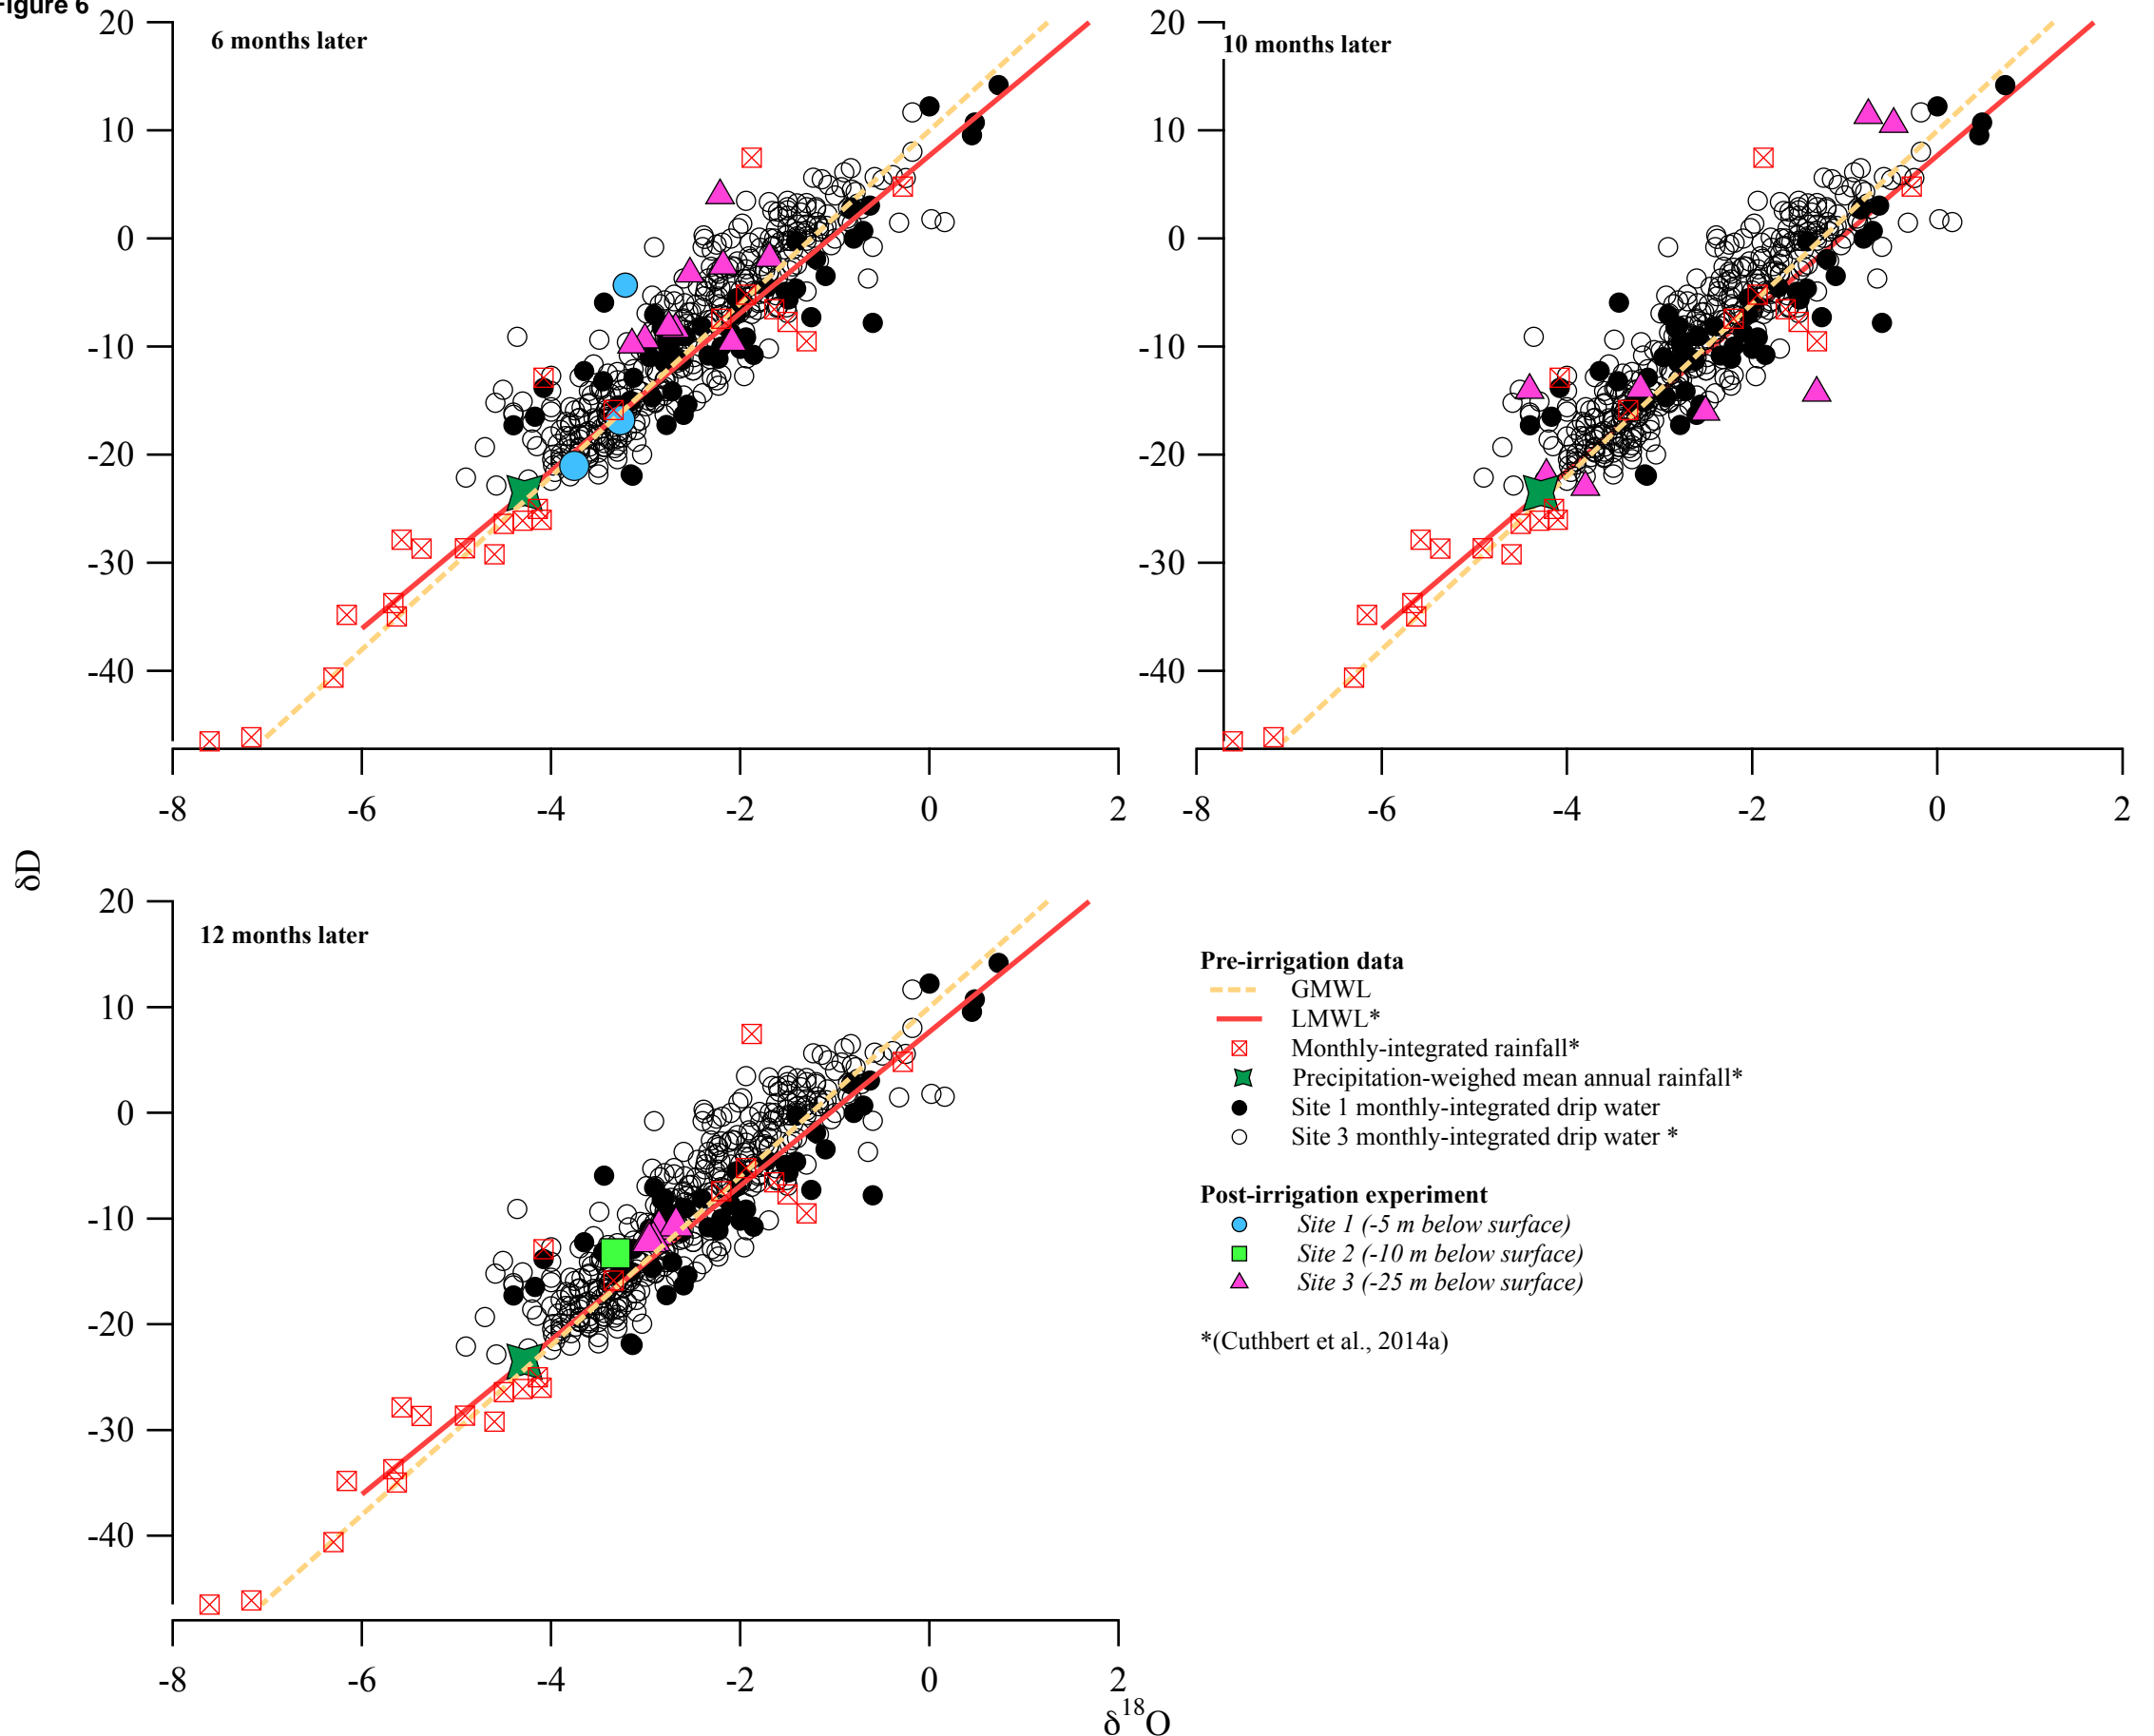 Figure 6
6 months later
20
10
0
-10
-20
-30
-40
-8 -6 -4 -2 0 2
10 months later
20
10
0
-10
-20
-30
-40
-8 -6 -4 -2 0 2
δD
12 months later
20
10
0
-10
-20
-30
-40
-8 -6 -4 -2 0 2
δ18O
Pre-irrigation data
GMWL
LMWL*
Monthly-integrated rainfall*
Precipitation-weighed mean annual rainfall*
Site 1 monthly-integrated drip water
Site 3 monthly-integrated drip water *
Post-irrigation experiment
Site 1 (-5 m below surface)
Site 2 (-10 m below surface)
Site 3 (-25 m below surface)
*(Cuthbert et al., 2014a)